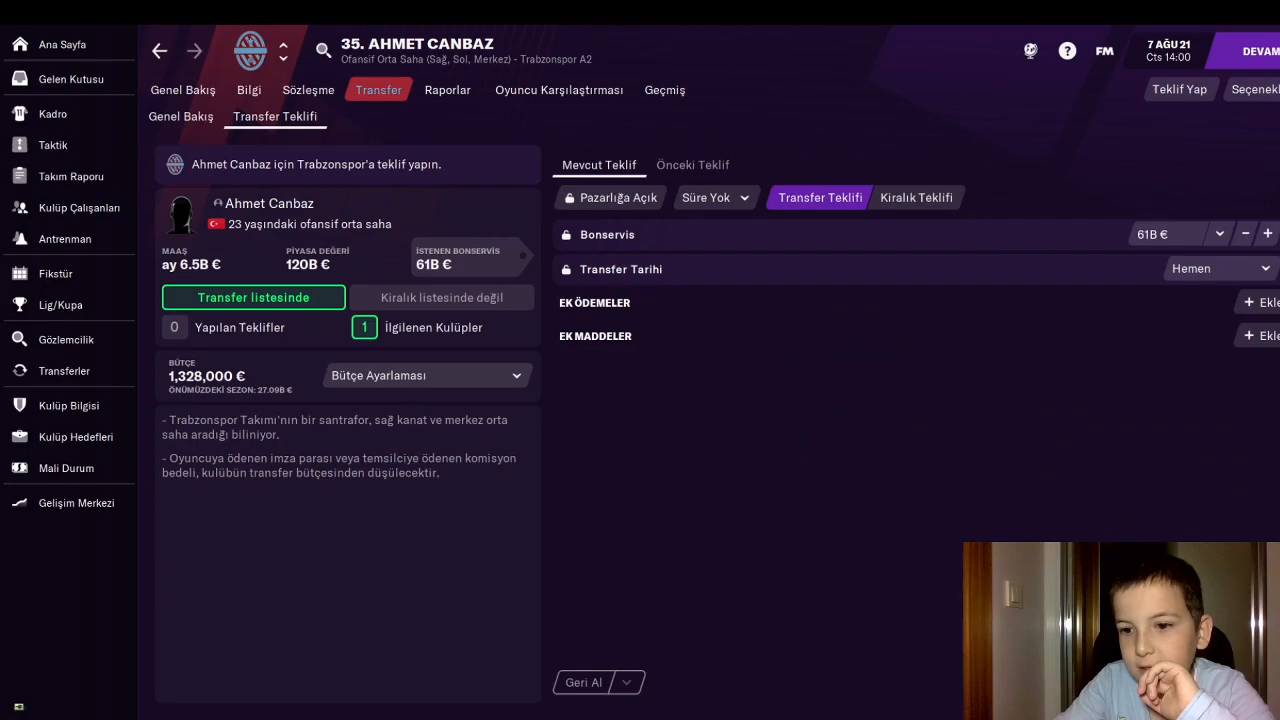 Ana Sayfa
Gelen Kutusu
Kadro
Taktik
Takım Raporu
Kulüp Çalışanları
Antrenman
Fikstür
Lig/Kupa
Gözlemcilik
Transferler
Kulüp Bilgisi
Kulüp Hedefleri
Mali Durum
Gelişim Merkezi
35. AHMET CANBAZ
Ofansif Orta Saha (Sağ, Sol, Merkez) - Trabzonspor A2
FM
7 AĞU 21
Cts 14:00
DEVAM
Genel Bakış Bilgi Sözleşme Transfer Raporlar Oyuncu Karşılaştırması Geçmiş
Teklif Yap Seçenekl
Genel Bakış Transfer Teklifi
Ahmet Canbaz için Trabzonspor'a teklif yapın.
Ahmet Canbaz
23 yaşındaki ofansif orta saha
MAAŞ PİYASA DEĞERİ İSTENEN BONSERVİS
ay 6.5B € 120B € 61B €
Transfer listesinde Kiralık listesinde değil
0 Yapılan Teklifler 1 İlgilenen Kulüpler
BÜTÇE
1,328,000 €
ÖNÜMÜZDEKİ SEZON: 27.09B €
Bütçe Ayarlaması
- Trabzonspor Takımı'nın bir santrafor, sağ kanat ve merkez orta
saha aradığı biliniyor.
- Oyuncuya ödenen imza parası veya temsilciye ödenen komisyon
bedeli, kulübün transfer bütçesinden düşülecektir.
Mevcut Teklif Önceki Teklif
Pazarlığa Açık Süre Yok Transfer Teklifi Kiralık Teklifi
Bonservis 61B € - +
Transfer Tarihi Hemen
EK ÖDEMELER + Ekle
EK MADDELER + Ekle
Geri Al